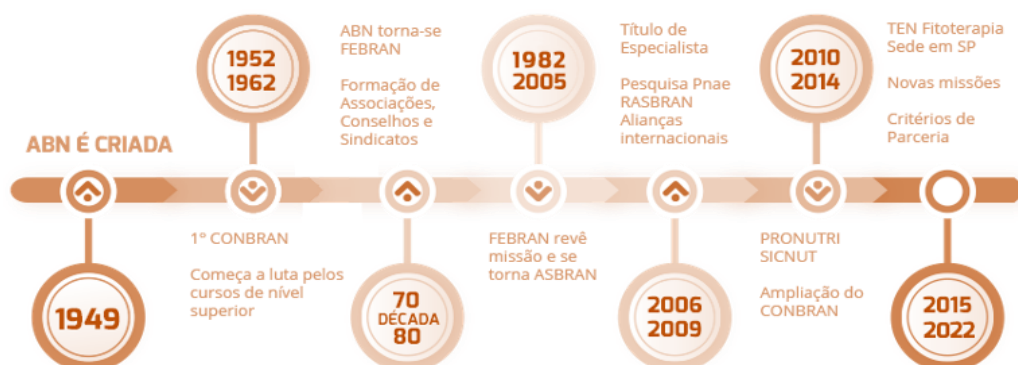 ABN É CRIADA
1949
1952
1962
1º CONBRAN
Começa a luta pelos
cursos de nível
superior
ABN torna-se
FEBRAN
Formação de
Associações,
Conselhos e
Sindicatos
70
DÉCADA
80
1982
2005
FEBRAN revê
missão e se
torna ASBRAN
Título de
Especialista
Pesquisa Pnae
RASBRAN
Alianças
internacionais
2006
2009
2010
2014
PRONUTRI
SICNUT
Ampliação do
CONBRAN
TEN Fitoterapia
Sede em SP
Novas missões
Critérios de
Parceria
2015
2022